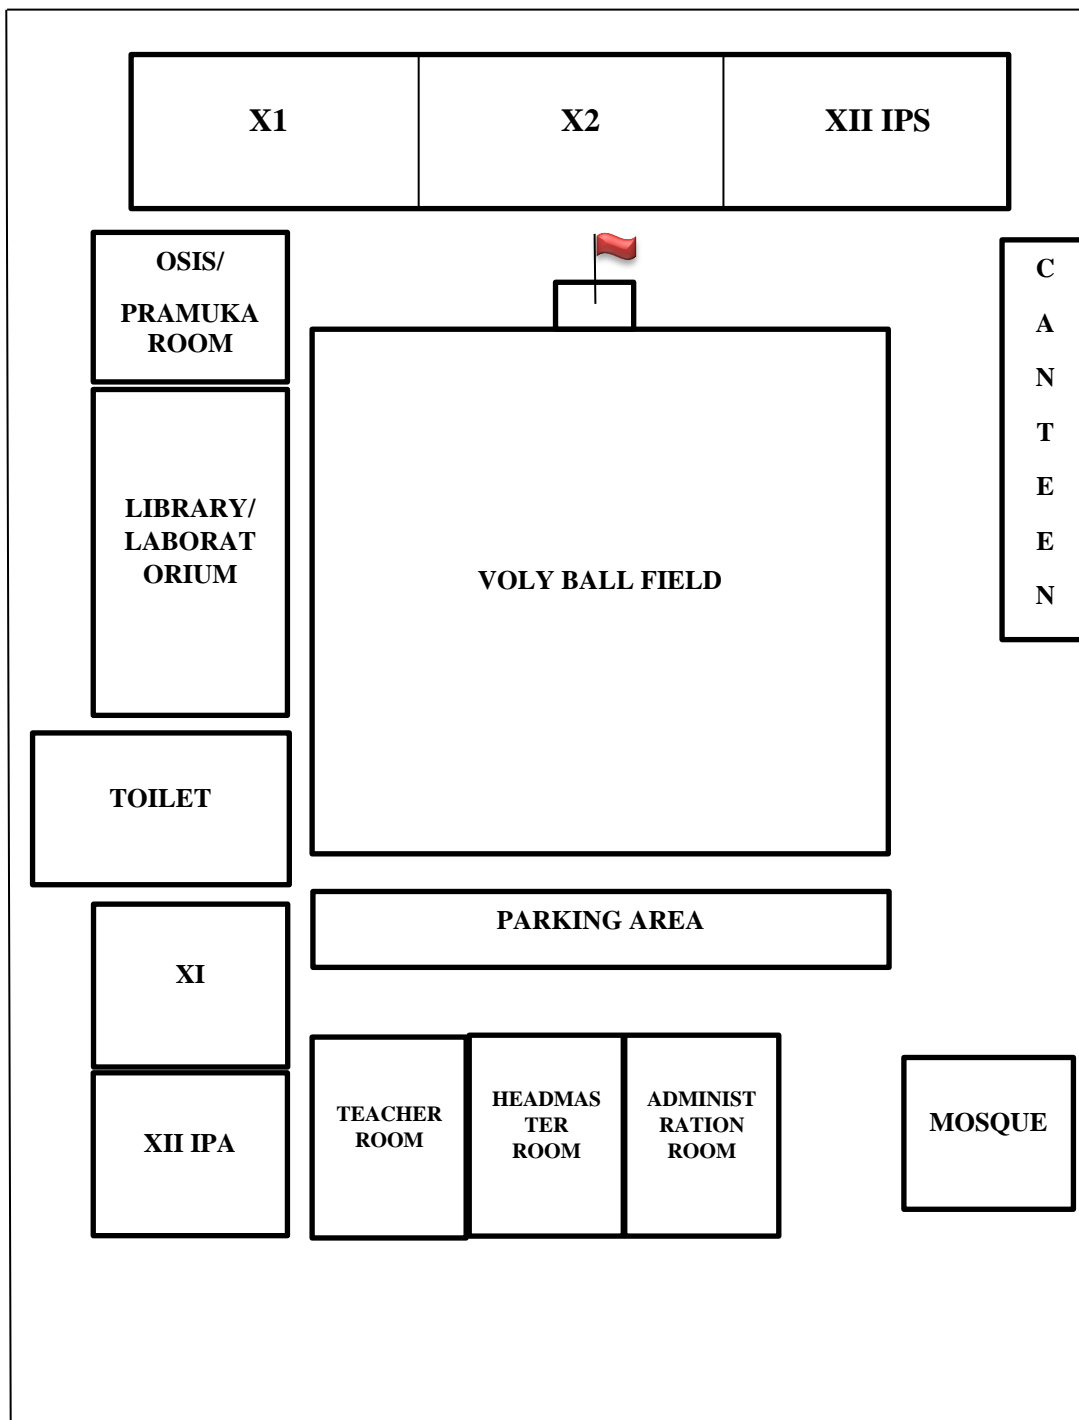 X1
X2
XII IPS
OSIS/
PRAMUKA
ROOM
C
A
N
T
E
E
N
LIBRARY/
LABORAT
ORIUM
VOLY BALL FIELD
TOILET
PARKING AREA
XI
XII IPA
TEACHER
ROOM
HEADMAS
TER
ROOM
ADMINIST
RATION
ROOM
MOSQUE